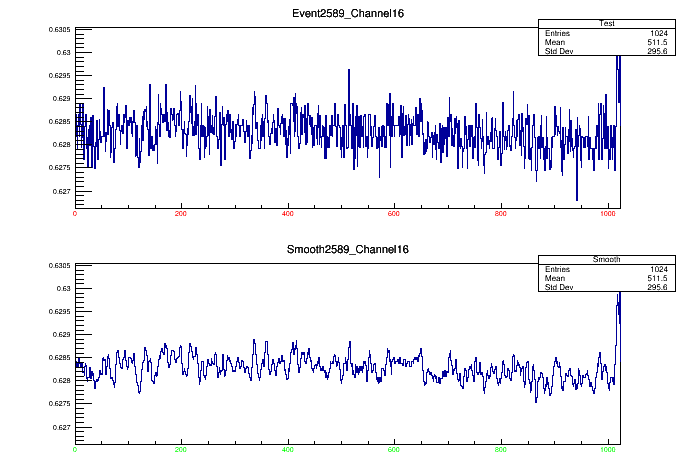 Event2589_Channel16
Test
Entries 1024
Mean 511.5
Std Dev 295.6
0.6305
0.63
0.6295
0.629
0.6285
0.628
0.6275
0.627
0 200 400 600 800 1000
Smooth2589_Channel16
Smooth
Entries 1024
Mean 511.5
Std Dev 295.6
0.6305
0.63
0.6295
0.629
0.6285
0.628
0.6275
0.627
0 200 400 600 800 1000